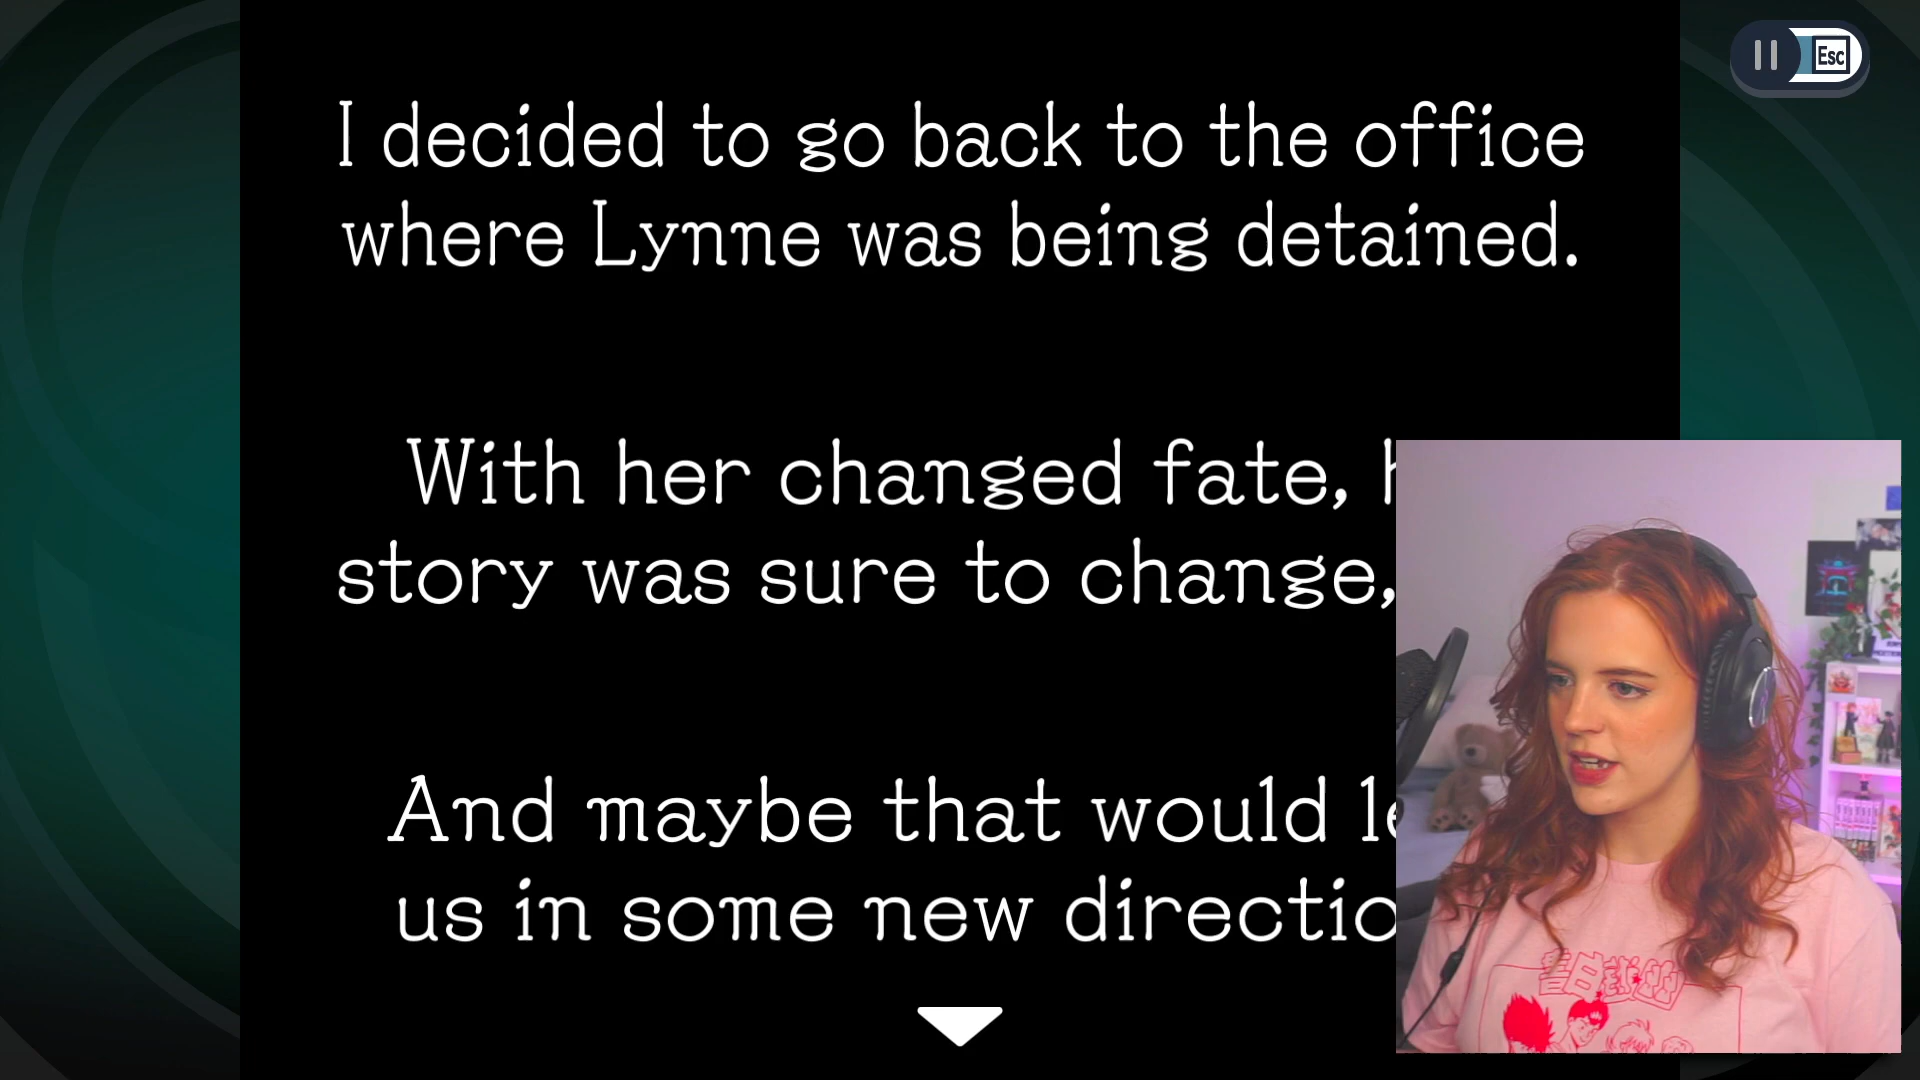 I decided to go back to the office
where Lynne was being detained.
With her changed fate,
story was sure to change,
And maybe that would
us in some new
Esc